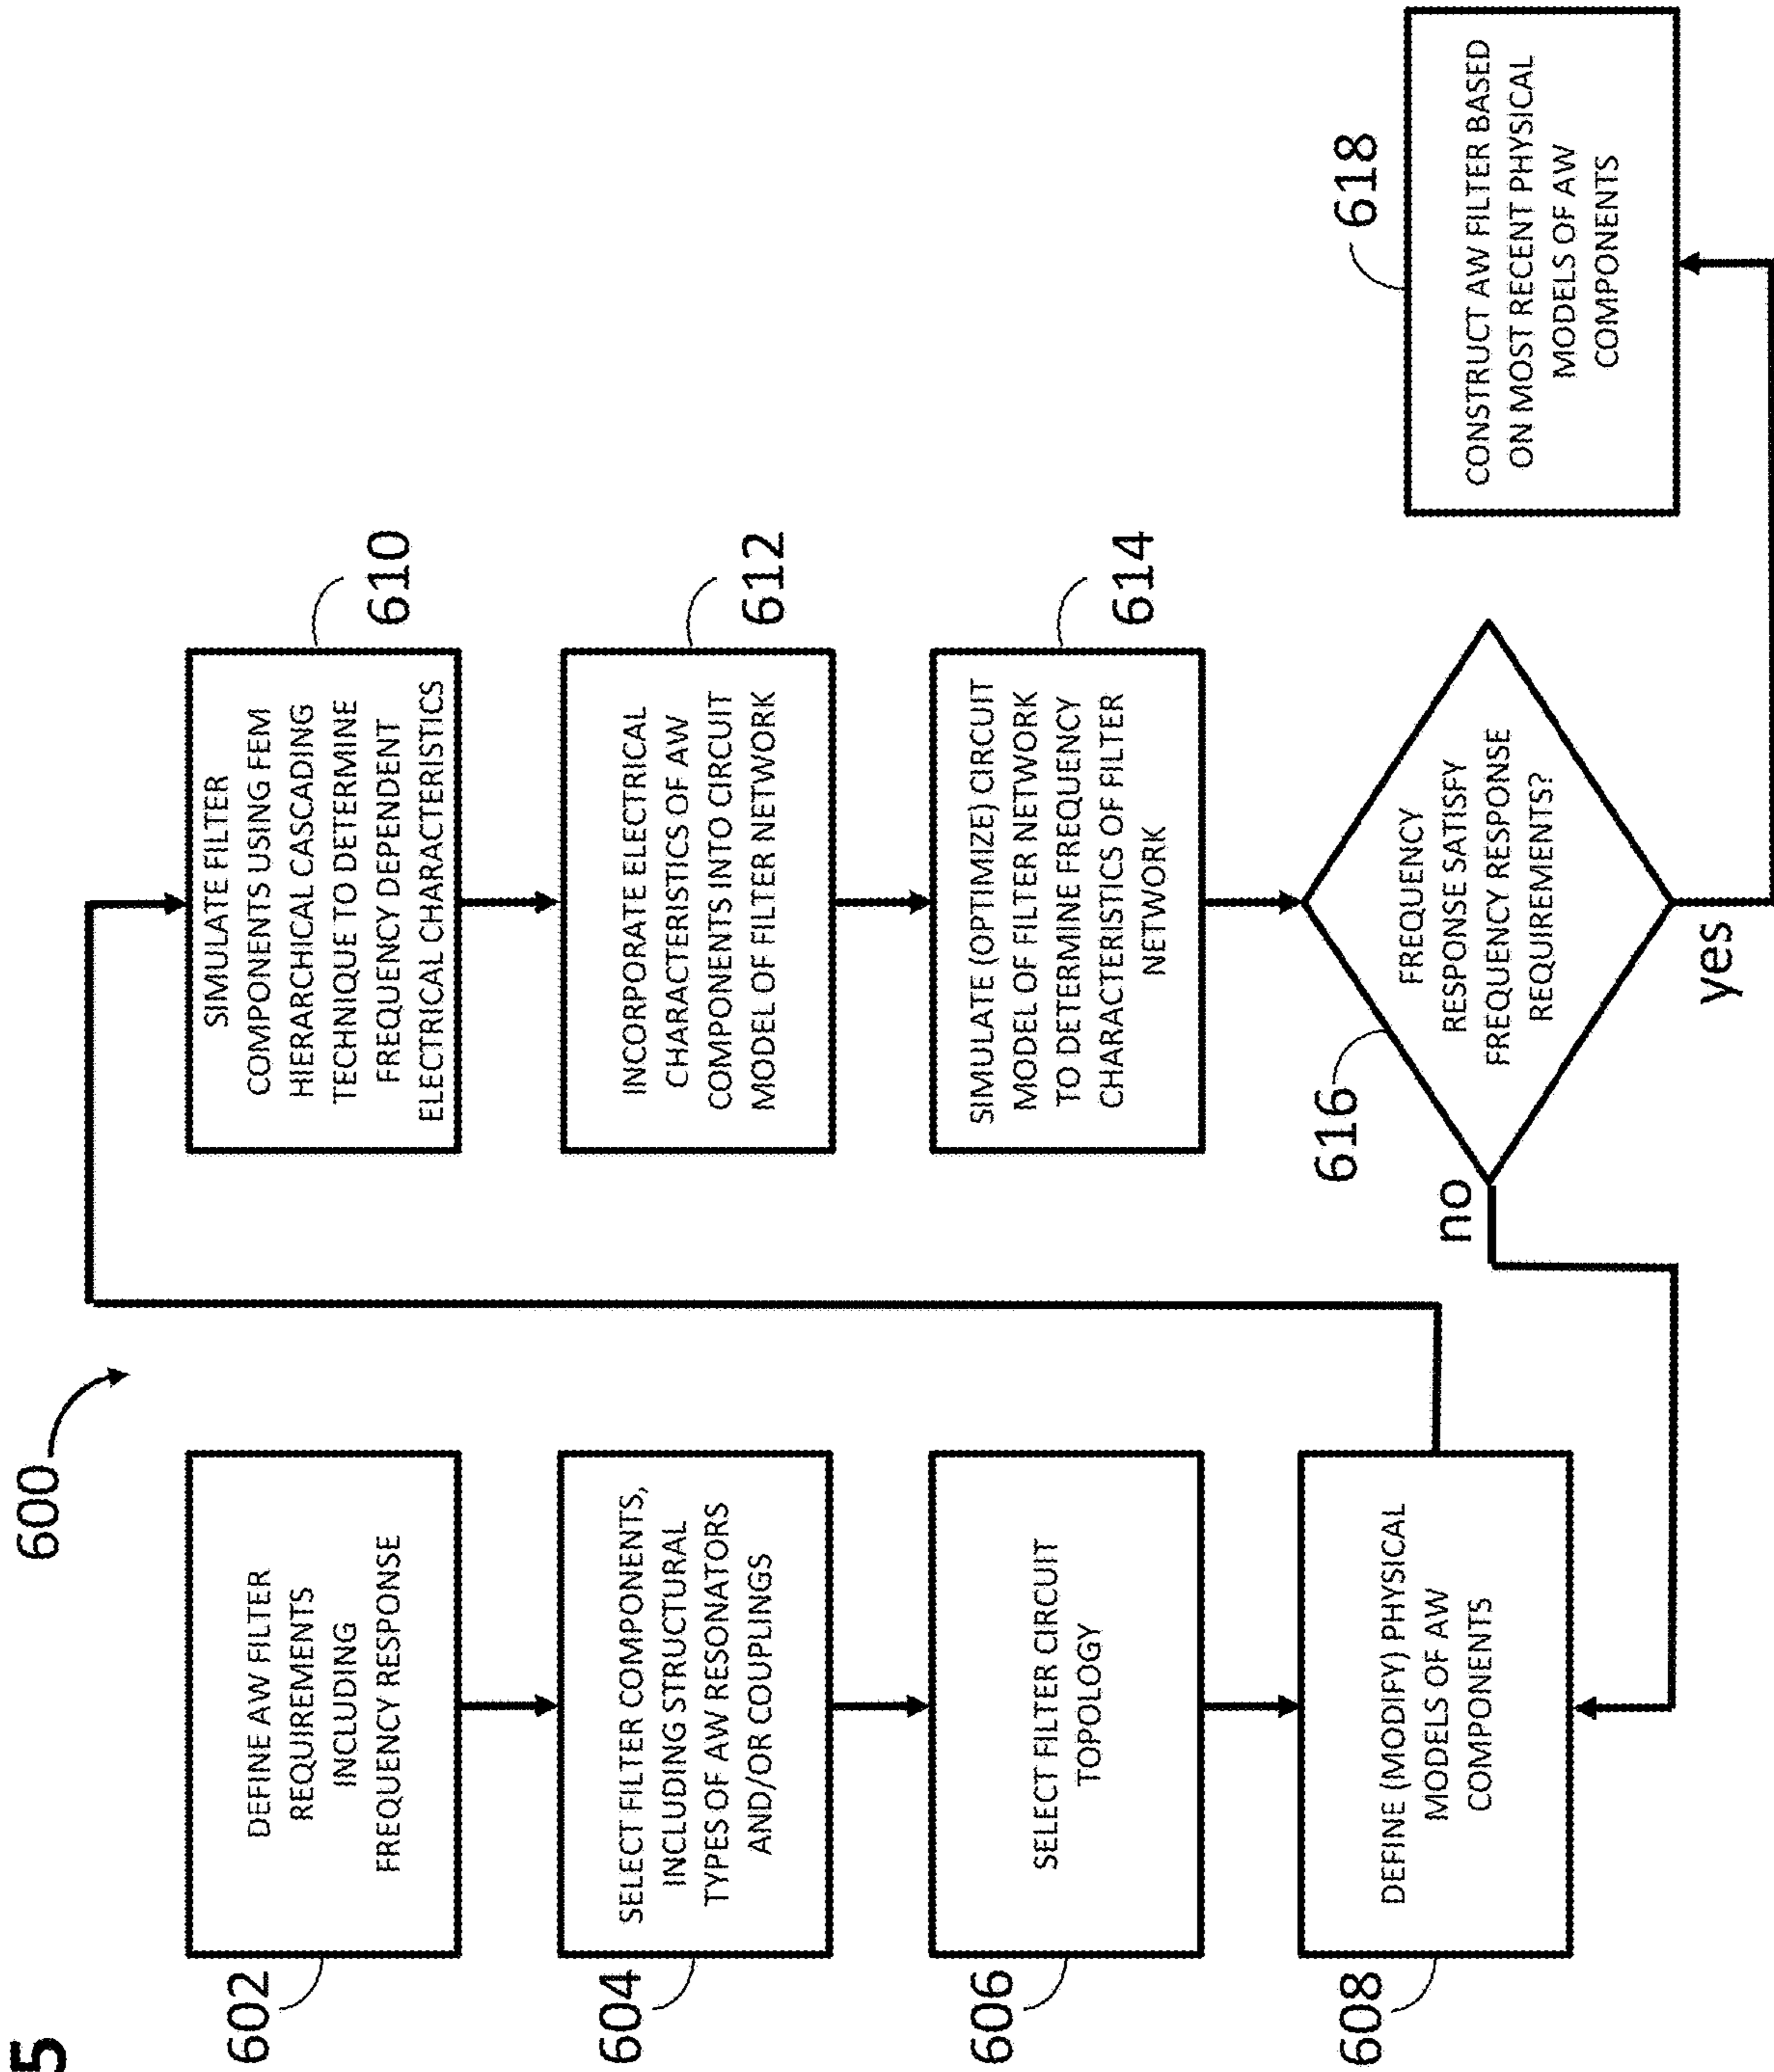 5
600
602
DEFINE AW FILTER
REQUIREMENTS
INCLUDING
FREQUENCY RESPONSE
604
SELECT FILTER COMPONENTS,
INCLUDING STRUCTURAL
TYPES OF AW RESONATORS
AND/OR COUPLINGS
606
SELECT FILTER CIRCUIT
TOPOLOGY
608
DEFINE (MODIFY) PHYSICAL
MODELS OF AW
COMPONENTS
SIMULATE FILTER
COMPONENTS USING FEM
HIERARCHICAL CASCADING
TECHNIQUE TO DETERMINE
FREQUENCY DEPENDENT
ELECTRICAL CHARACTERISTICS
610
INCORPORATE ELECTRICAL
CHARACTERISTICS OF AW
COMPONENTS INTO CIRCUIT
MODEL OF FILTER NETWORK
612
SIMULATE (OPTIMIZE) CIRCUIT
MODEL OF FILTER NETWORK
TO DETERMINE FREQUENCY
CHARACTERISTICS OF FILTER
NETWORK
614
616
FREQUENCY
RESPONSE SATISFY
FREQUENCY RESPONSE
REQUIREMENTS?
no
yes
618
CONSTRUCT AW FILTER BASED
ON MOST RECENT PHYSICAL
MODELS OF AW
COMPONENTS